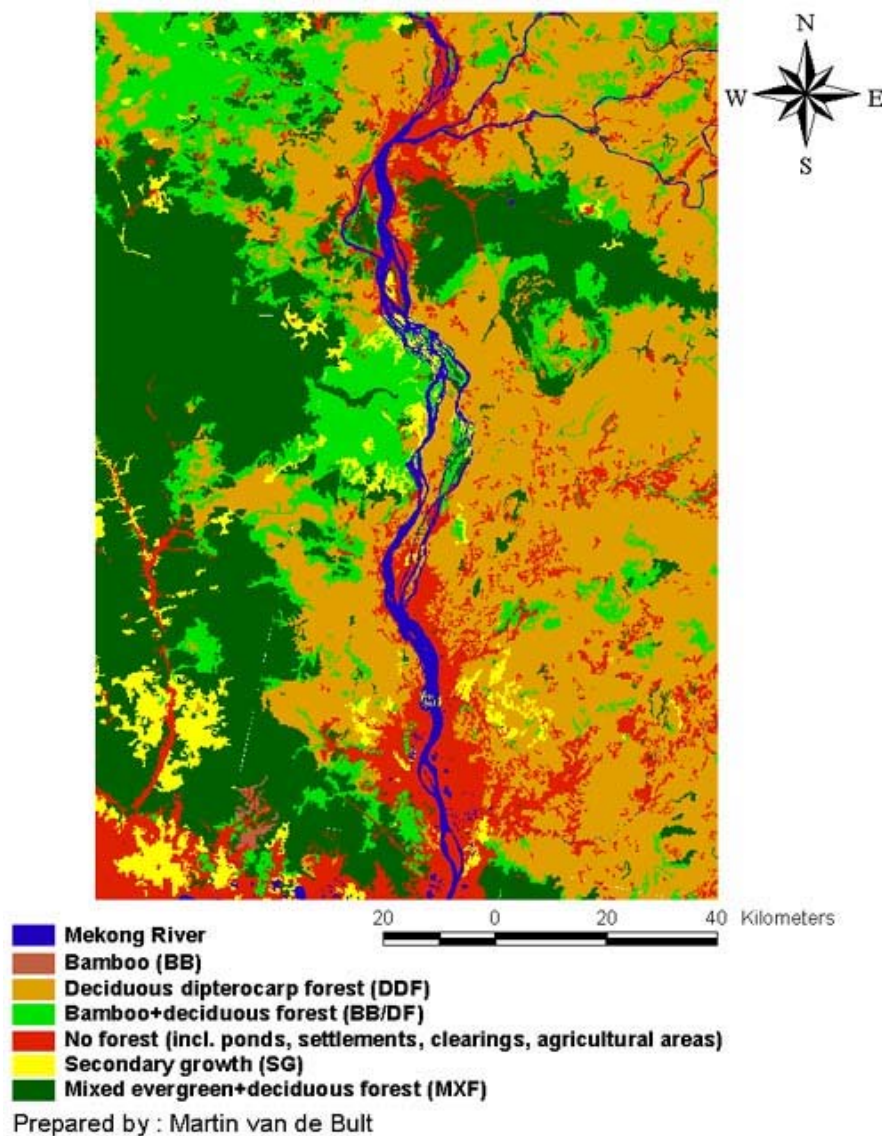 N
W E
S
20 0 20 40 Kilometers
Mekong River
Bamboo (BB)
Deciduous dipterocarp forest (DDF)
Bamboo+deciduous forest (BB/DF)
No forest (incl. ponds, settlements, clearings, agricultural areas)
Secondary growth (SG)
Mixed evergreen+deciduous forest (MXF)
Prepared by : Martin van de Bult